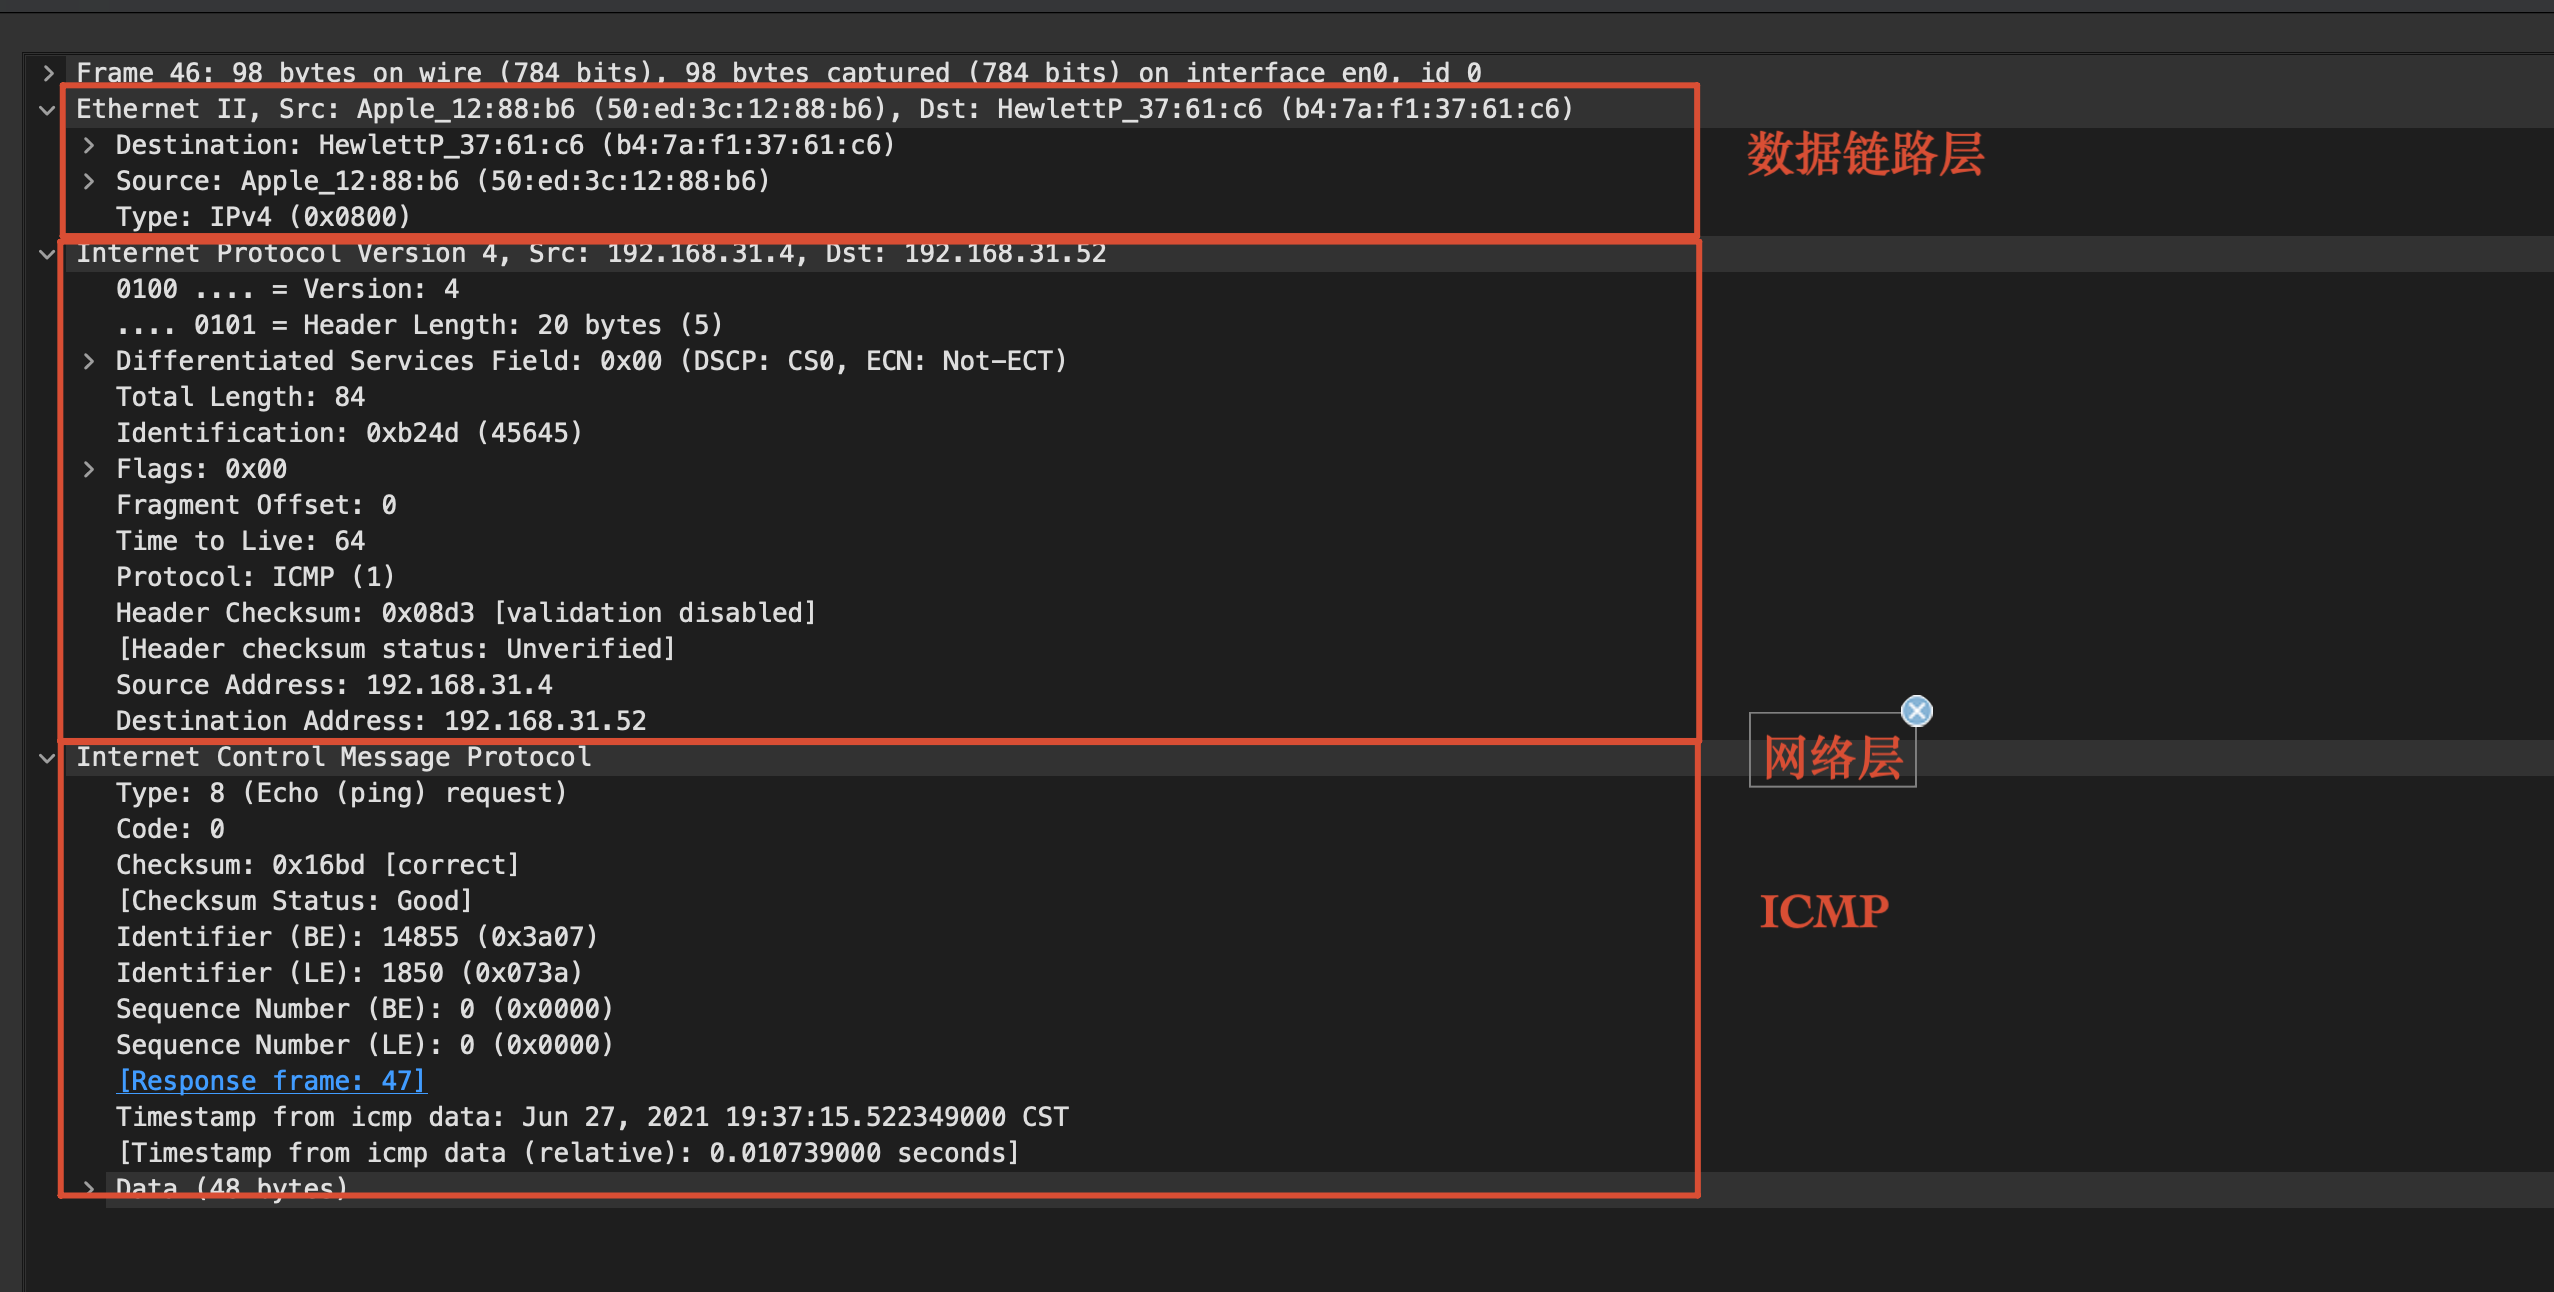 Frame 46: 98 bytes on wire (784 bits), 98 bytes captured (784 bits) on interface en0, id 0
Ethernet II, Src: Apple_12:88:b6 (50:ed:3c:12:88:b6), Dst: HewlettP_37:61:c6 (b4:7a:f1:37:61:c6)
Destination: HewlettP_37:61:c6 (b4:7a:f1:37:61:c6)
数据链路层
Source: Apple_12:88:b6 (50:ed:3c:12:88:b6)
Type: IPv4 (0x0800)
Internet Protocol Version 4, Src: 192.168.31.4, Dst: 192.168.31.52
0100 .... = Version: 4
.... 0101 = Header Length: 20 bytes (5)
Differentiated Services Field: 0x00 (DSCP: CS0, ECN: Not-ECT)
Total Length: 84
Identification: 0xb24d (45645)
Flags: 0x00
Fragment Offset: 0
Time to Live: 64
Protocol: ICMP (1)
Header Checksum: 0x08d3 [validation disabled]
[Header checksum status: Unverified]
Source Address: 192.168.31.4
Destination Address: 192.168.31.52
Internet Control Message Protocol
网络层
Type: 8 (Echo (ping) request)
Code: 0
Checksum: 0x16bd [correct]
[Checksum Status: Good]
ICMP
Identifier (BE): 14855 (0x3a07)
Identifier (LE): 1850 (0x073a)
Sequence Number (BE): 0 (0x0000)
Sequence Number (LE): 0 (0x0000)
[Response frame: 47]
Timestamp from icmp data: Jun 27, 2021 19:37:15.522349000 CST
[Timestamp from icmp data (relative): 0.010739000 seconds]
Data (48 bytes)